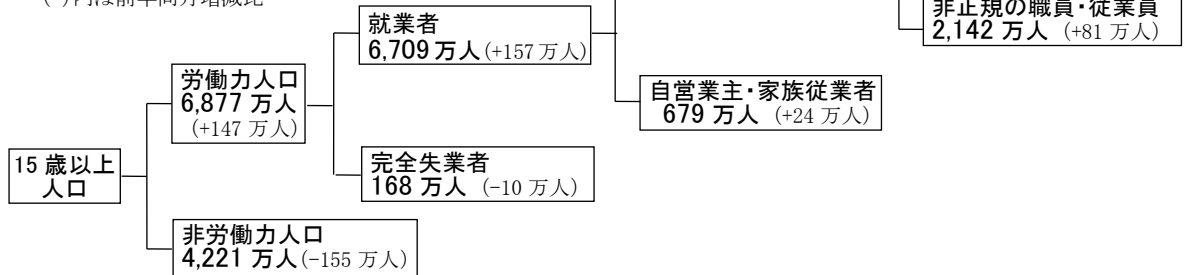 ( )内は前年同月増減比
非正規の職員・従業員
2,142 万人 (+81 万人)
就業者
6,709 万人(+157万人)
労働力人口
6,877 万人
(+147 万人)
自営業主・家族従業者
679 万人 (+24 万人)
15 歳以上
人口
完全失業者
168 万人 (-10 万人)
非労働力人口
4,221 万人(-155 万人)